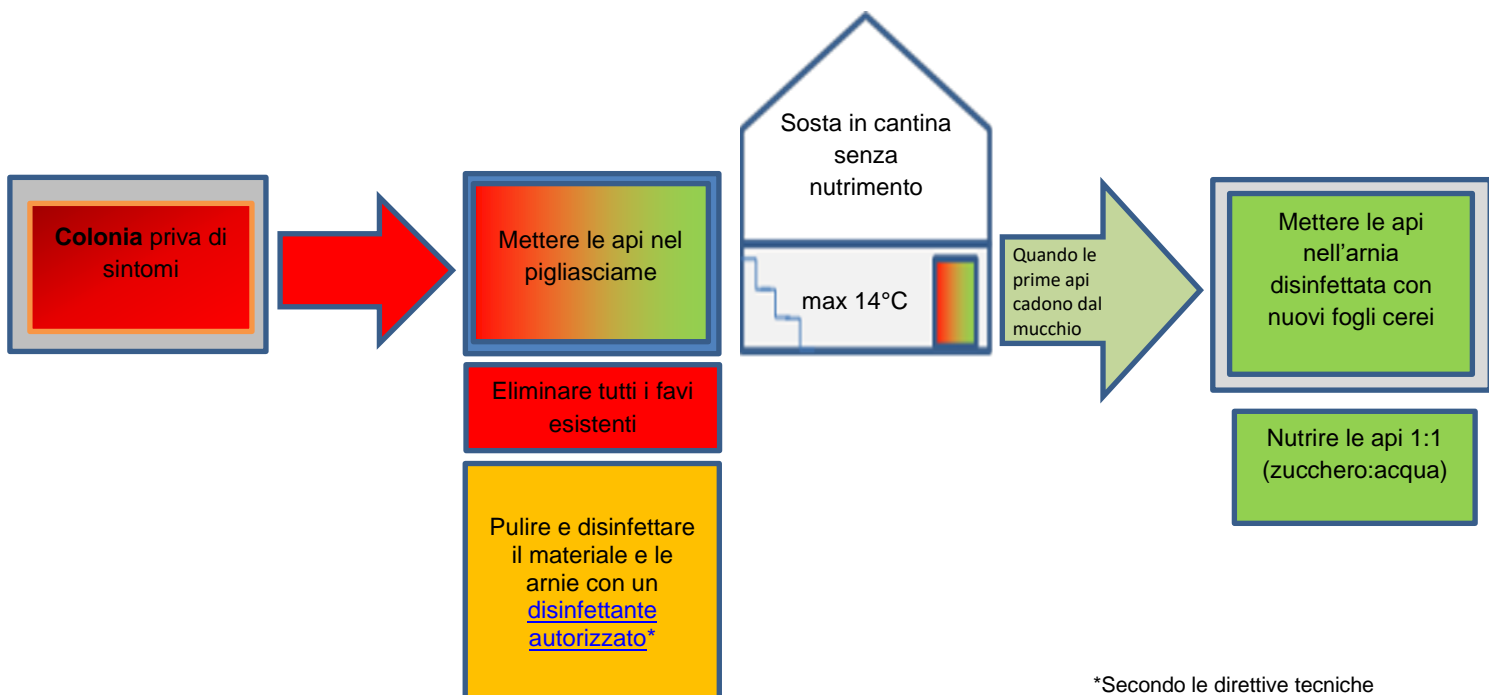 Colonia priva di
sintomi
Mettere le api nel
pigliasciame
Eliminare tutti i favi
esistenti
Pulire e disinfettare
il materiale e le
arnie con un
disinfettante
autorizzato*
Sosta in cantina
senza
nutrimento
max 14°C
Quando le
prime api
cadono dal
mucchio
Mettere le api
nell’arnia
disinfettata con
nuovi fogli cerei
Nutrire le api 1:1
(zucchero:acqua)
*Secondo le direttive tecniche